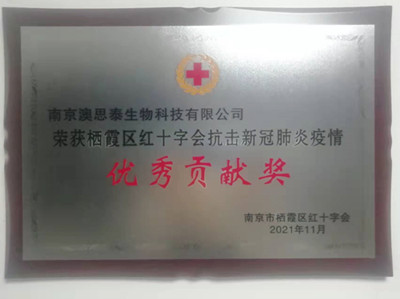 南京澳思泰生物科技有限公司
荣获栖霞区红十字会抗击新冠肺炎疫情
优秀贡献奖
南京市栖霞区红十字会
2021年11月